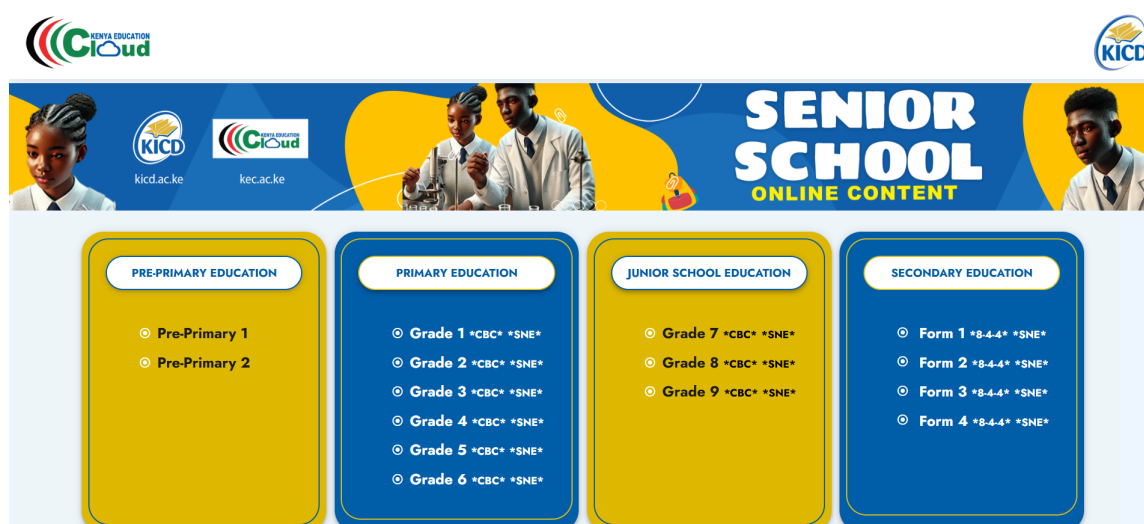 KENYA EDUCATION
Cloud
KICD
SENIOR
SCHOOL
ONLINE CONTENT
KICD
KENYA EDUCATION
Cloud
kicd.ac.ke
kec.ac.ke
PRE-PRIMARY EDUCATION
Pre-Primary 1
Pre-Primary 2
PRIMARY EDUCATION
Grade 1 *CBC* *SNE*
Grade 2 *CBC* *SNE*
Grade 3 *CBC* *SNE*
Grade 4 *CBC* *SNE*
Grade 5 *CBC* *SNE*
Grade 6 *CBC* *SNE*
JUNIOR SCHOOL EDUCATION
Grade 7 *CBC* *SNE*
Grade 8 *CBC* *SNE*
Grade 9 *CBC* *SNE*
SECONDARY EDUCATION
Form 1 *8-4-4* *SNE*
Form 2 *8-4-4* *SNE*
Form 3 *8-4-4* *SNE*
Form 4 *8-4-4* *SNE*